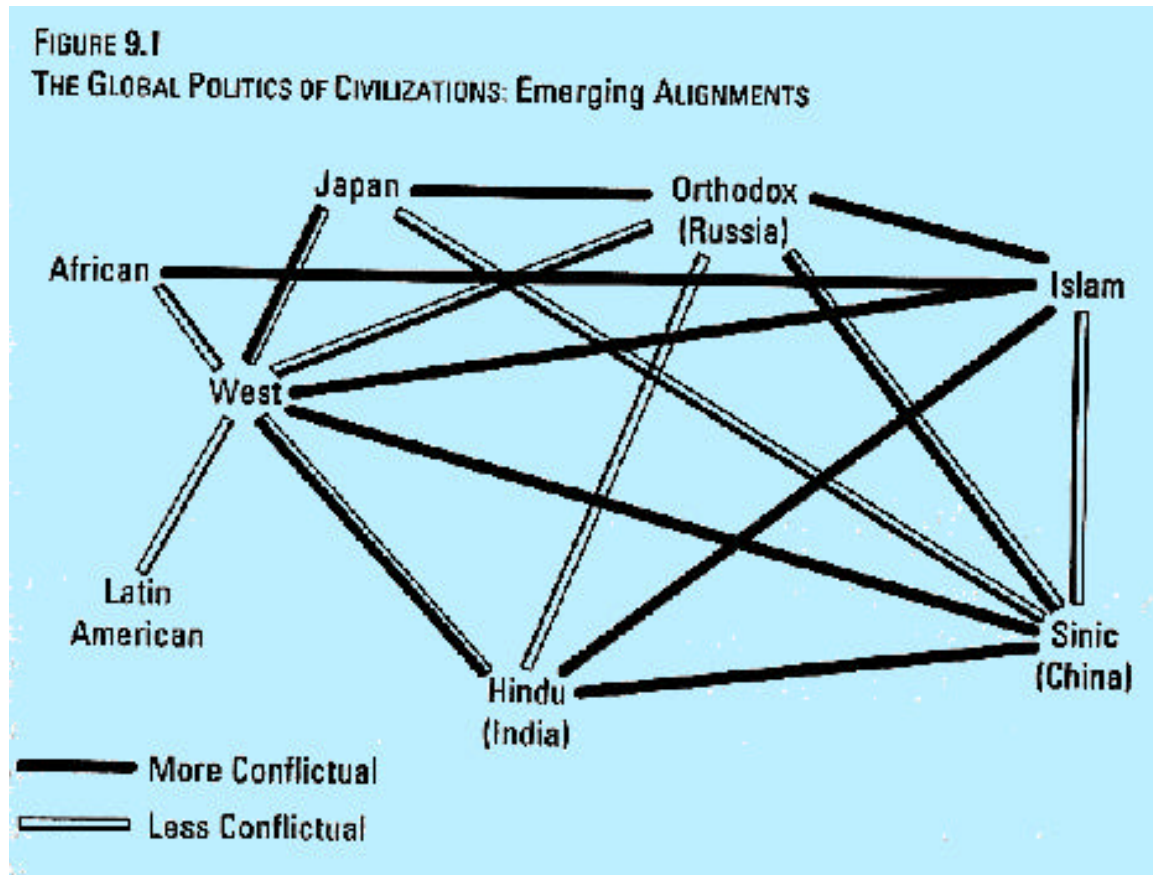 FIGURE 9.1
THE GLOBAL POLITICS OF CIVILIZATIONS: Emerging ALIGNMENTS
Japan
Orthodox
(Russia)
African
Islam
West
Latin
American
Sinic
(China)
Hindu
(India)
More Conflictual
Less Conflictual